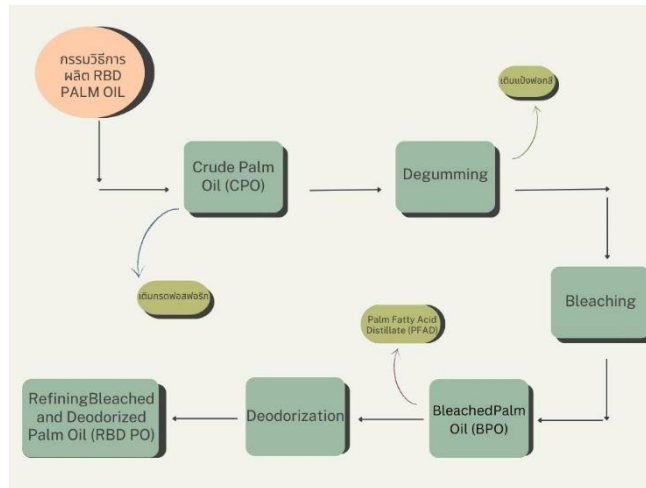 กรรมวิธีการ
ผลิต RBD
PALM OIL
เติมแป้งฟอกสี
Crude Palm
Oil (CPO)
Degumming
เติมกรดฟอสฟอริก
Bleaching
Palm Fatty Acid
Distillate (PFAD)
RefiningBleached
and Deodorized
Palm Oil (RBD PO)
Deodorization
BleachedPalm
Oil (BPO)